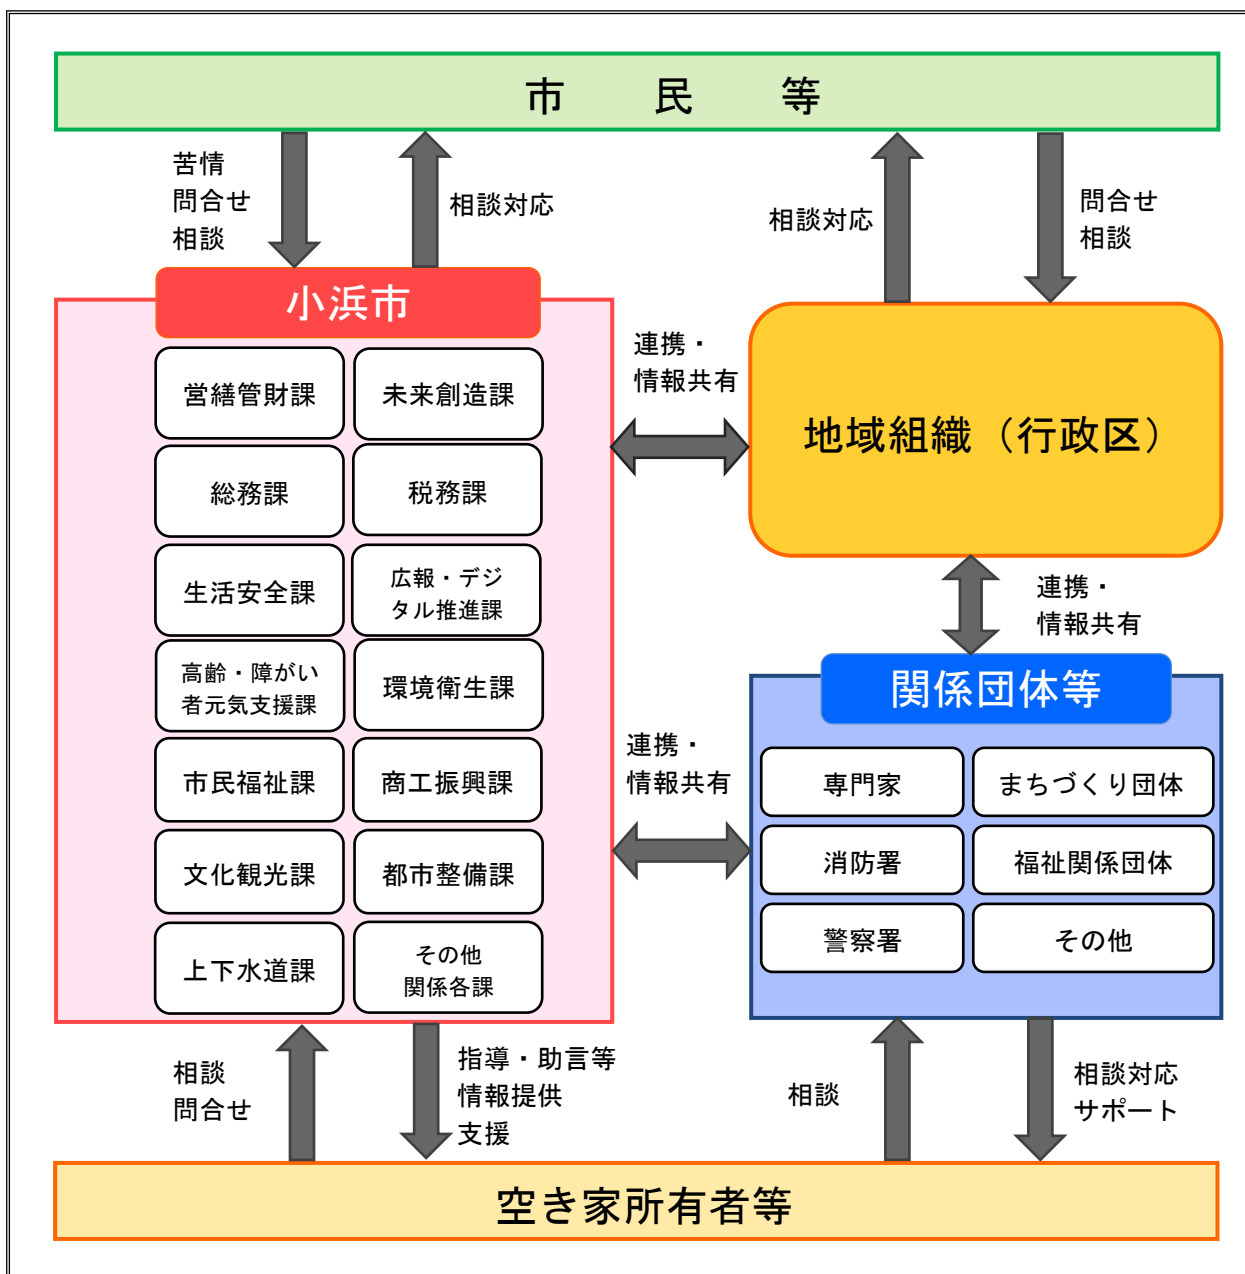 市民等
苦情
問合せ
相談
相談対応
相談対応
問合せ
相談
小浜市
営繕管財課
未来創造課
総務課
税務課
生活安全課
広報・デジ
タル推進課
高齢・障がい
者元気支援課
環境衛生課
市民福祉課
商工振興課
文化観光課
都市整備課
上下水道課
その他
関係各課
連携・
情報共有
地域組織（行政区）
連携・
情報共有
連携・
情報共有
関係団体等
専門家
まちづくり団体
消防署
福祉関係団体
警察署
その他
相談
問合せ
指導・助言等
情報提供
支援
相談
相談対応
サポート
空き家所有者等